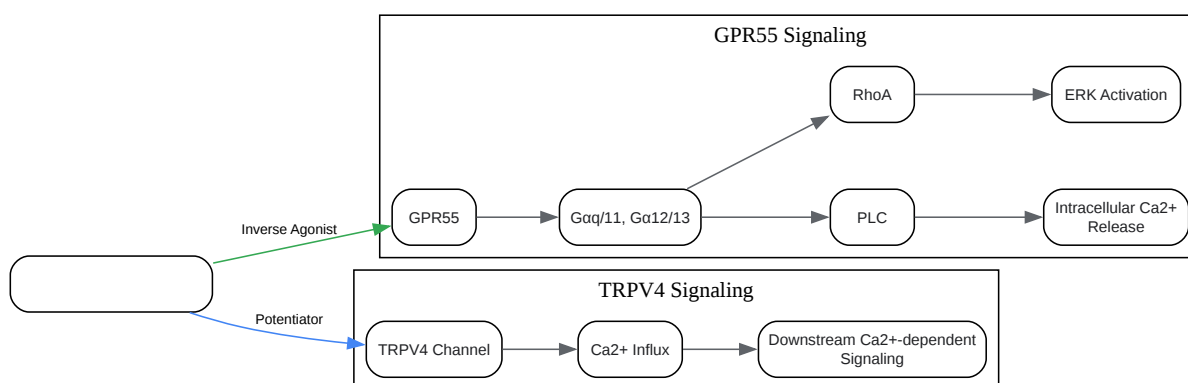 GPR55 Signaling
RhoA
ERK Activation
GPR55
Gαq/11, Gα12/13
PLC
Intracellular Ca2+
Release
Inverse Agonist
Potentiator
TRPV4 Signaling
TRPV4 Channel
Ca2+ Influx
Downstream Ca2+-dependent
Signaling